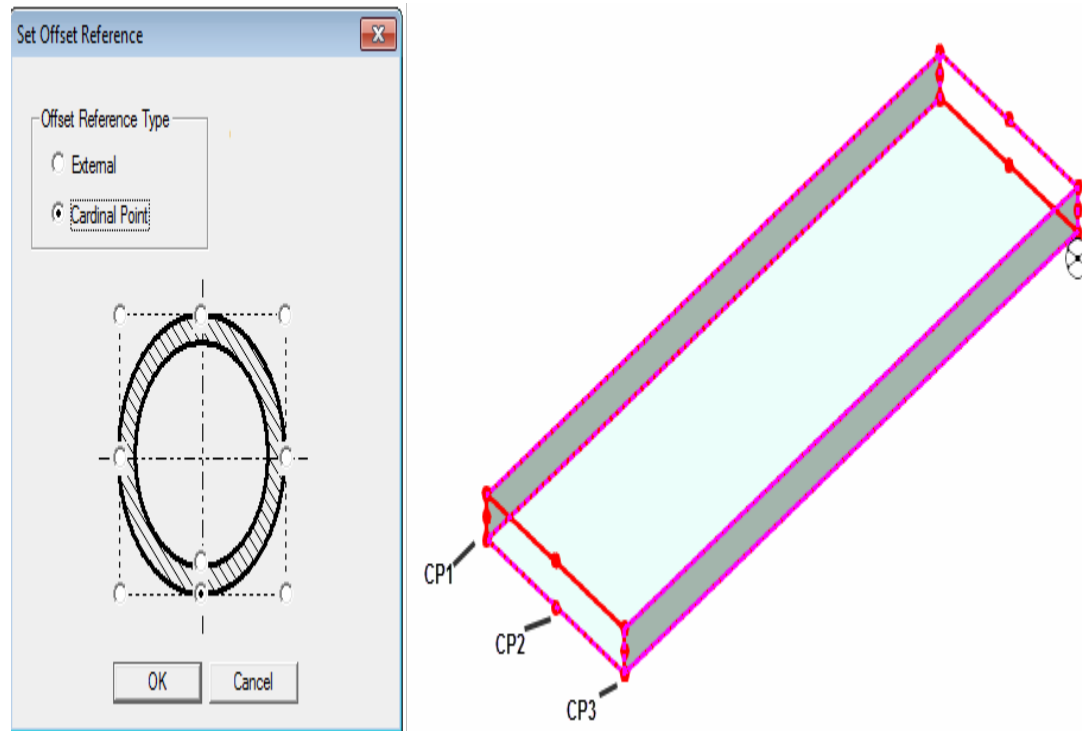 Set Offset Reference
Offset Reference Type
External
Cardinal Point
OK Cancel
CP1
CP2
CP3